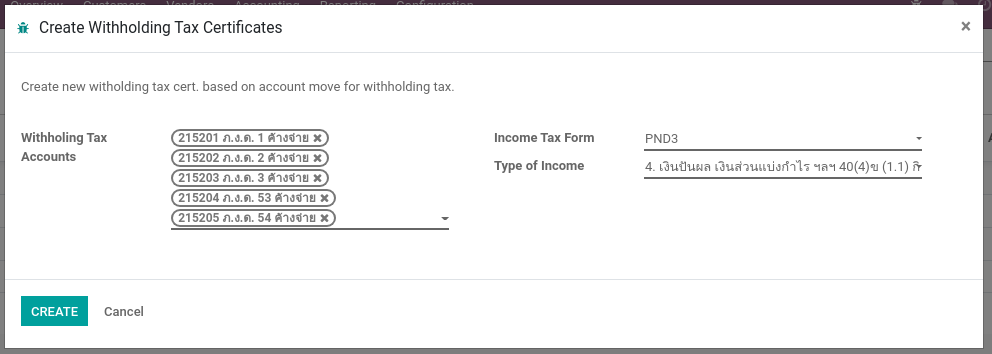 Overview Customers Vendors Accounting Reporting Configuration
Create Withholding Tax Certificates ×
Create new witholding tax cert. based on account move for withholding tax.
Withholing Tax
Accounts
215201 ภ.ง.ด. 1 ค้างจ่าย ×
215202 ภ.ง.ด. 2 ค้างจ่าย ×
215203 ภ.ง.ด. 3 ค้างจ่าย ×
215204 ภ.ง.ด. 53 ค้างจ่าย ×
215205 ภ.ง.ด. 54 ค้างจ่าย ×
Income Tax Form PND3
Type of Income 4. เงินปันผล เงินส่วนแบ่งกำไร ฯลฯ 40(4)ข (1.1)
CREATE Cancel